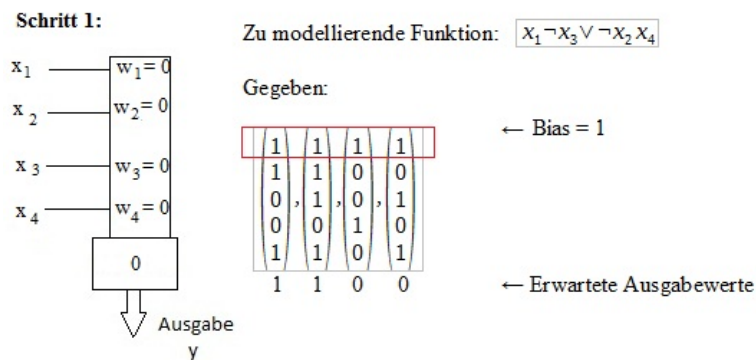 Schritt 1:
Zu modellierende Funktion: x₁¬x₃∨¬x₂x₄
x₁ w₁= 0
x₂ w₂= 0
x₃ w₃= 0
x₄ w₄= 0
0
Ausgabe
y
Gegeben:
1 1 1 1 ← Bias = 1
1 1 0 0
0 , 0 , 0 , 1
0 0 1 0
1 1 0 1
1 1 0 0 ← Erwartete Ausgabewerte